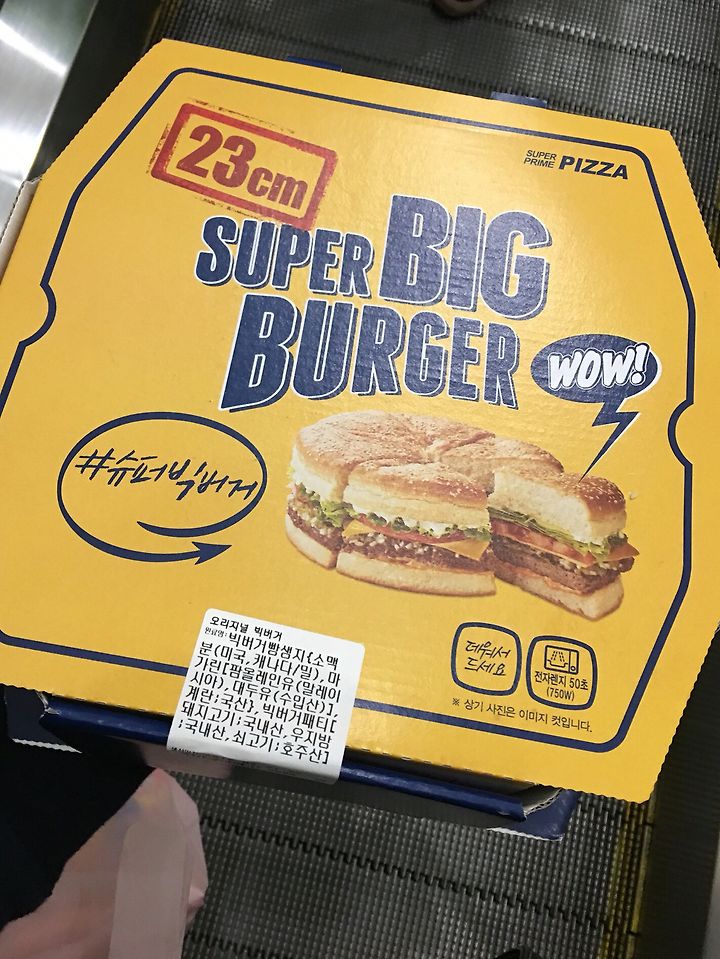 23cm
SUPER
PRIME PIZZA
SUPER BIG
BURGER
WOW!
#슈퍼빅버거
오리지널 빅버거
원료명:빅버거빵생지{소맥
분(미국,캐나다/밀),마
가린[팜올레인유(말레이
시아),대두유(수입산)],
계란:국산},빅버거패티[
돼지고기:국내산,우지방
:국내산,쇠고기:호주산]
데워서
드세요
전자렌지 50초
(750W)
※ 상기 사진은 이미지 컷입니다.